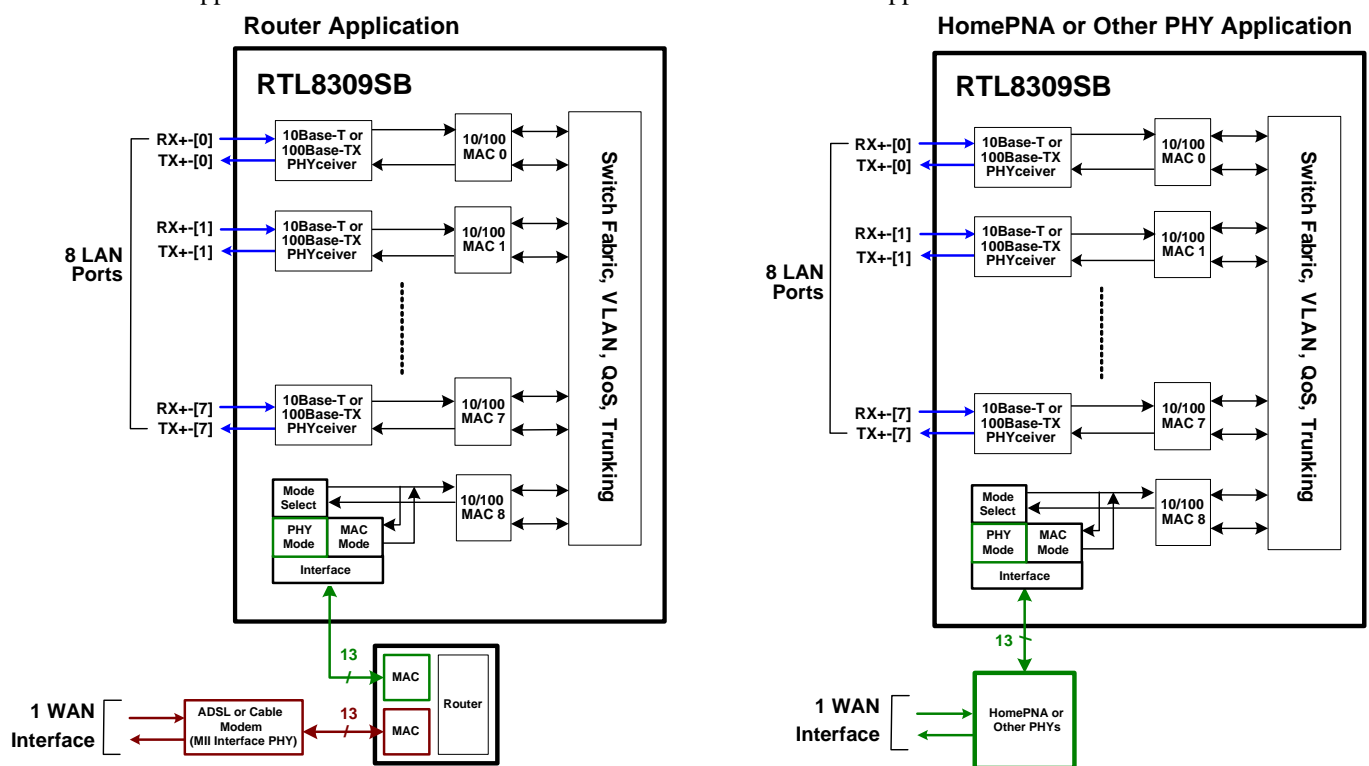 Router Application
RTL8309SB
RX+-[0]
TX+-[0]
10Base-T or
100Base-TX
PHYceiver
10/100
MAC 0
RX+-[1]
TX+-[1]
10Base-T or
100Base-TX
PHYceiver
10/100
MAC 1
8 LAN
Ports
RX+-[7]
TX+-[7]
10Base-T or
100Base-TX
PHYceiver
10/100
MAC 7
Switch Fabric, VLAN, QoS, Trunking
Mode
Select
PHY
Mode
MAC
Mode
Interface
10/100
MAC 8
13
MAC
Router
1 WAN
Interface
ADSL or Cable
Modem
(MII Interface PHY)
13
MAC
HomePNA or Other PHY Application
RTL8309SB
RX+-[0]
TX+-[0]
10Base-T or
100Base-TX
PHYceiver
10/100
MAC 0
RX+-[1]
TX+-[1]
10Base-T or
100Base-TX
PHYceiver
10/100
MAC 1
8 LAN
Ports
RX+-[7]
TX+-[7]
10Base-T or
100Base-TX
PHYceiver
10/100
MAC 7
Switch Fabric, VLAN, QoS, Trunking
Mode
Select
PHY
Mode
MAC
Mode
Interface
10/100
MAC 8
13
1 WAN
Interface
HomePNA or
Other PHYs